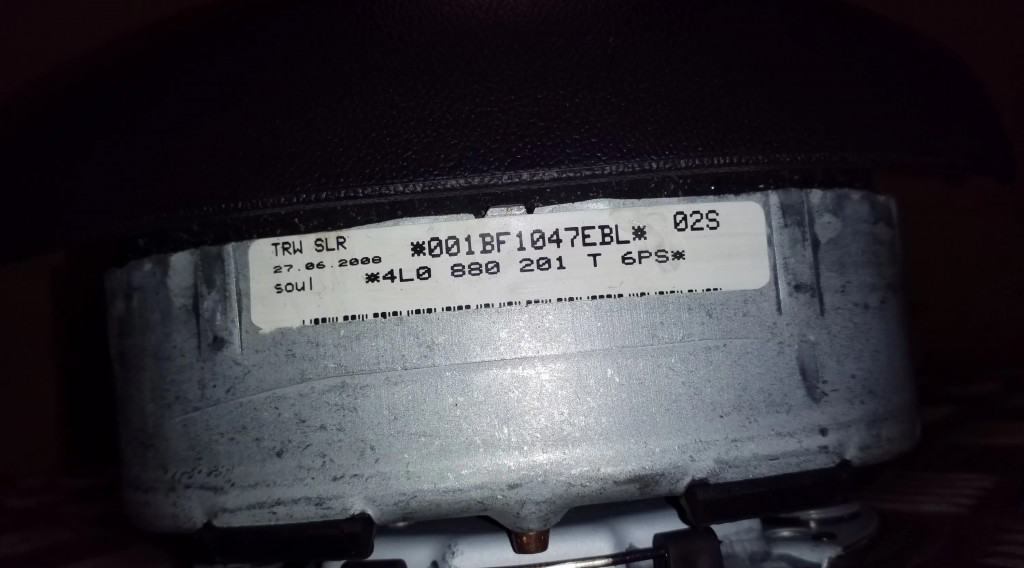 TRW SLR
27.06.2008
soul
*001BF1047EBL* 02S
*4L0 880 201 T 6PS*